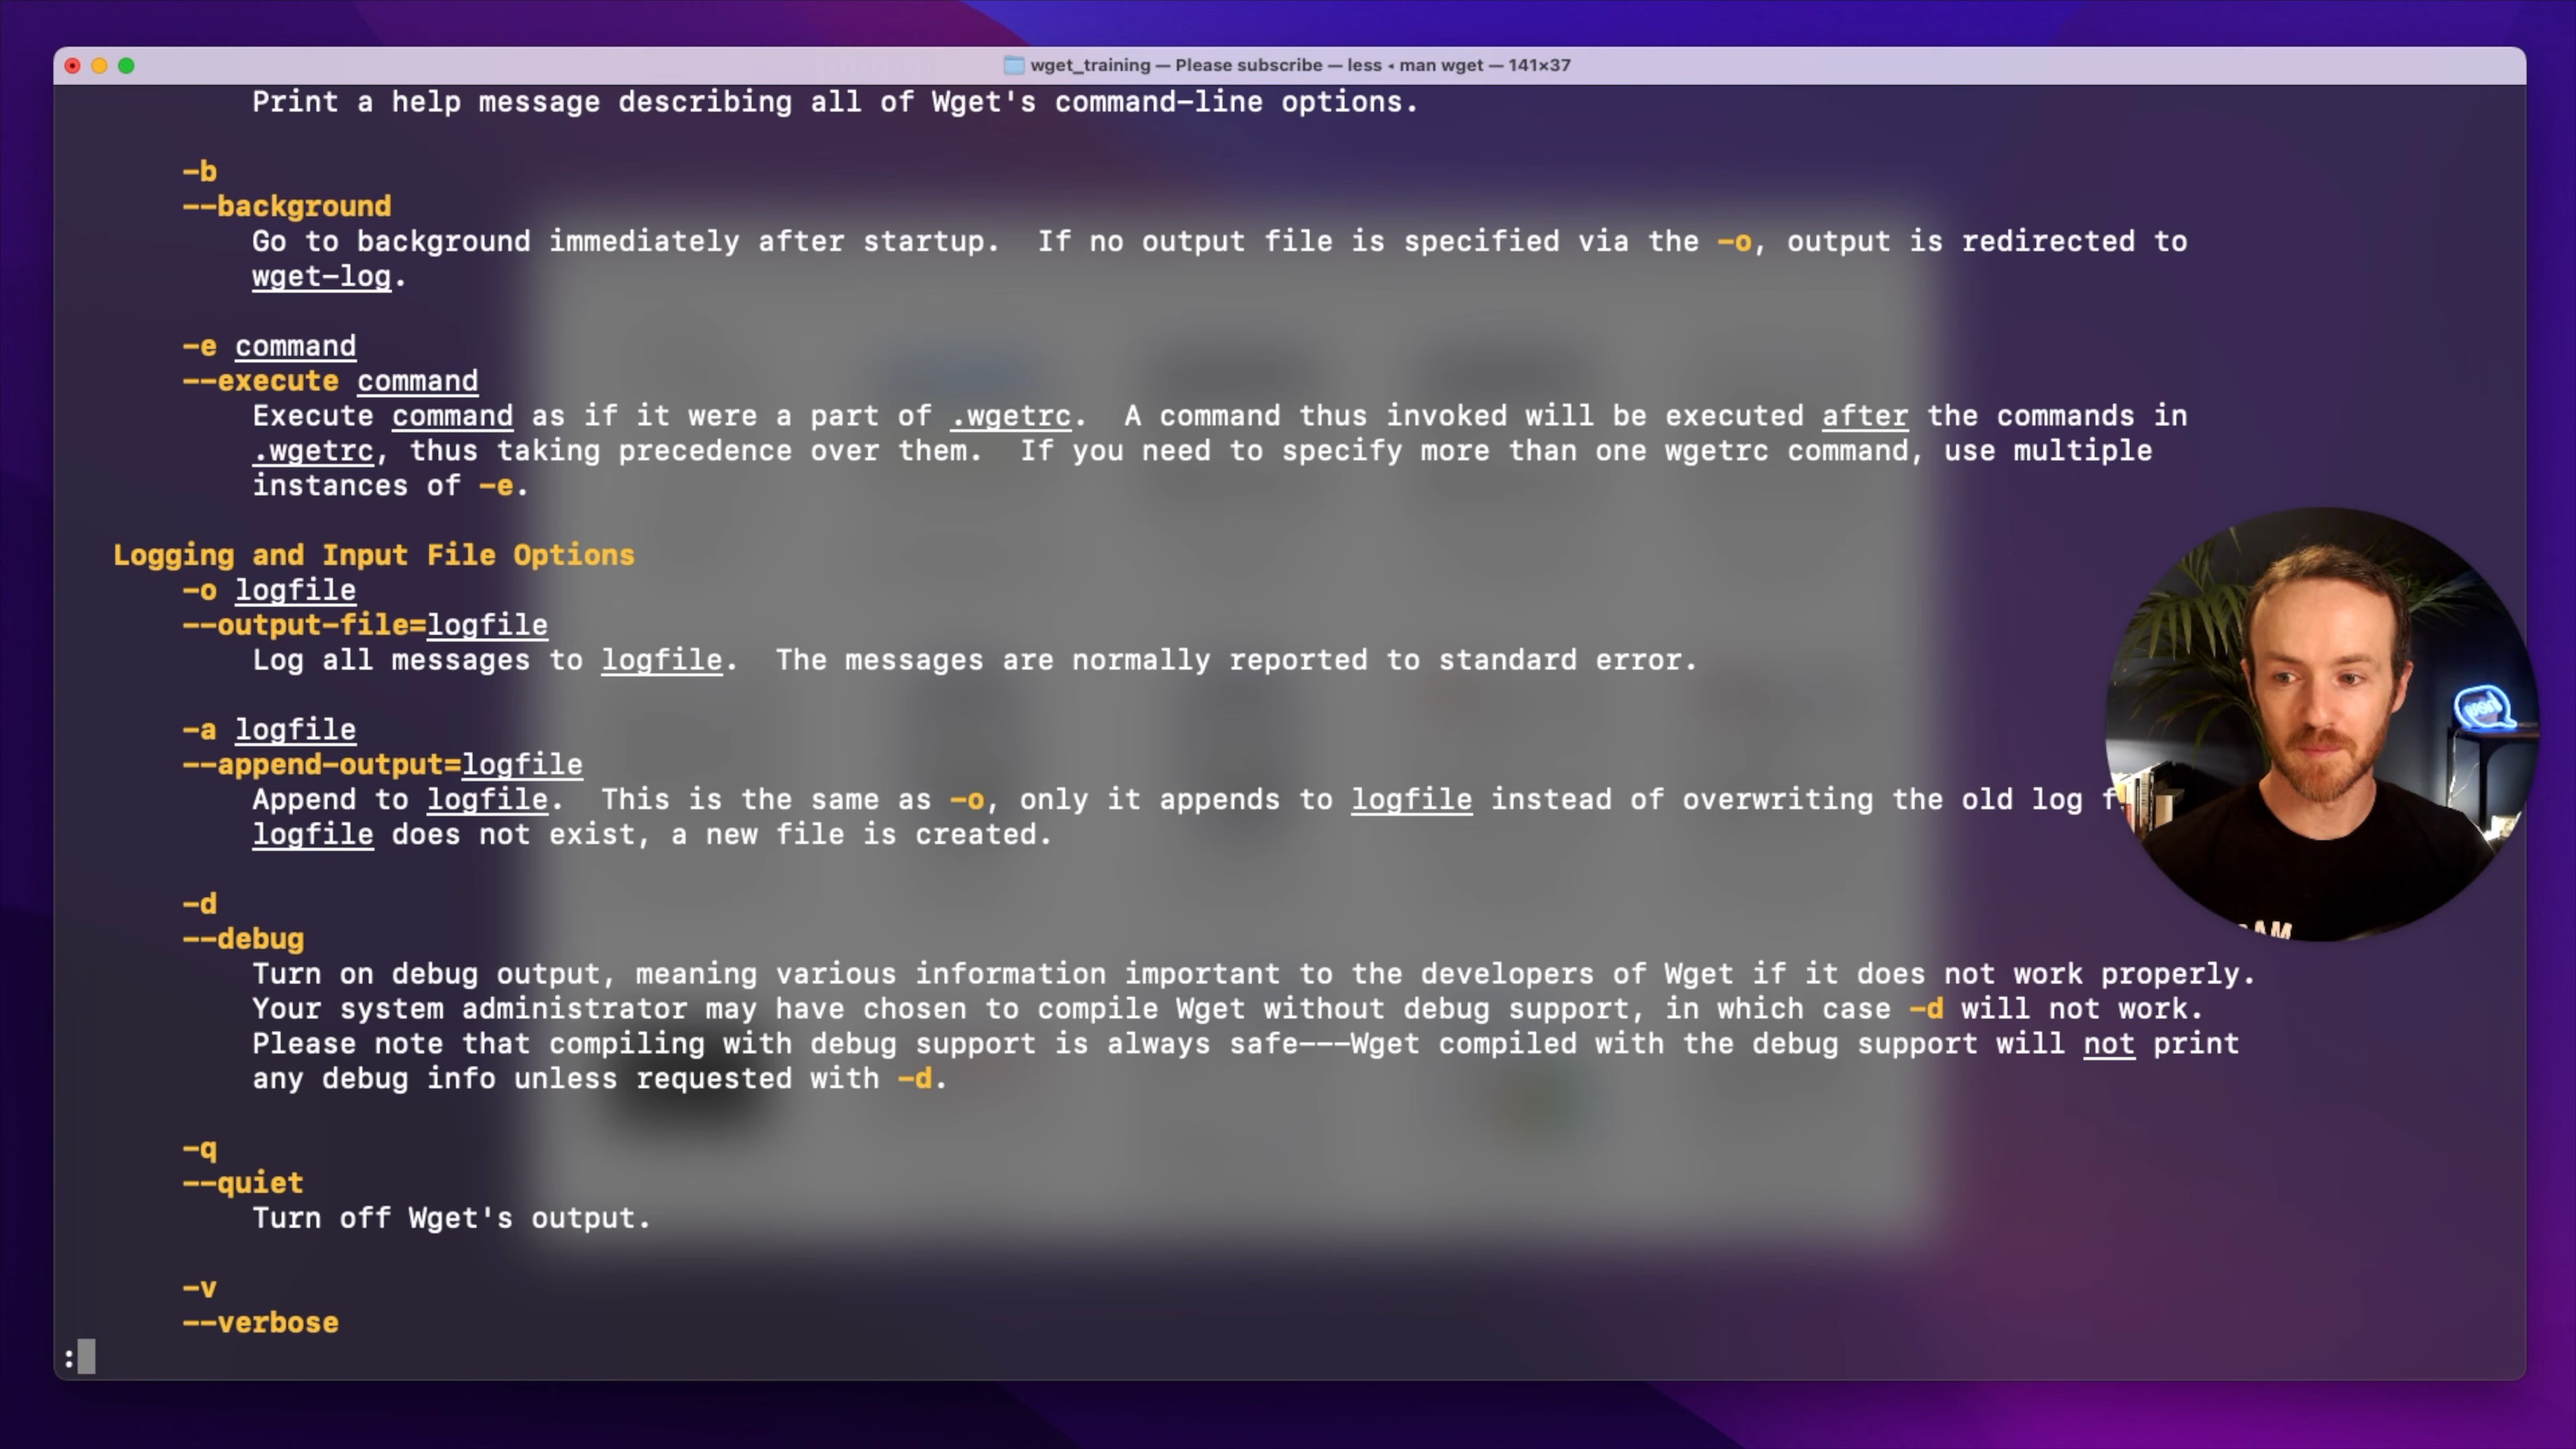 wget_training — Please subscribe — less ◂ man wget — 141×37
Print a help message describing all of Wget's command-line options.
-b
--background
Go to background immediately after startup.  If no output file is specified via the -o, output is redirected to
wget-log.
-e command
--execute command
Execute command as if it were a part of .wgetrc.  A command thus invoked will be executed after the commands in
.wgetrc, thus taking precedence over them.  If you need to specify more than one wgetrc command, use multiple
instances of -e.
Logging and Input File Options
-o logfile
--output-file=logfile
Log all messages to logfile.  The messages are normally reported to standard error.
-a logfile
--append-output=logfile
Append to logfile.  This is the same as -o, only it appends to logfile instead of overwriting the old log
logfile does not exist, a new file is created.
-d
--debug
Turn on debug output, meaning various information important to the developers of Wget if it does not work properly.
Your system administrator may have chosen to compile Wget without debug support, in which case -d will not work.
Please note that compiling with debug support is always safe---Wget compiled with the debug support will not print
any debug info unless requested with -d.
-q
--quiet
Turn off Wget's output.
-v
--verbose
: